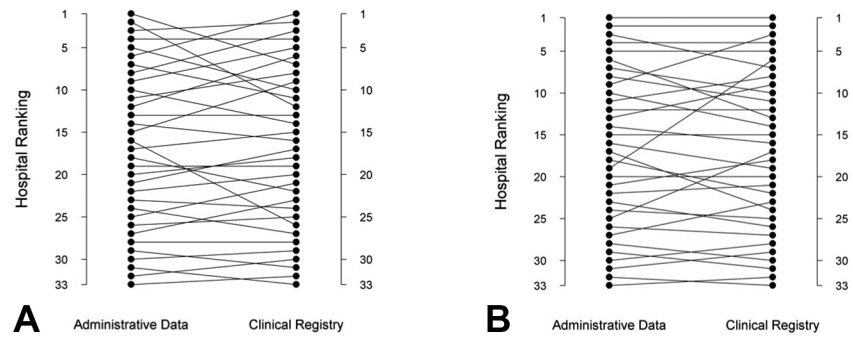 1 1 1 1
5 5 5 5
10 10 10 10
15 15 15 15
20 20 20 20
25 25 25 25
30 30 30 30
33 33 33 33
Hospital Ranking
Hospital Ranking
A Administrative Data Clinical Registry
B Administrative Data Clinical Registry